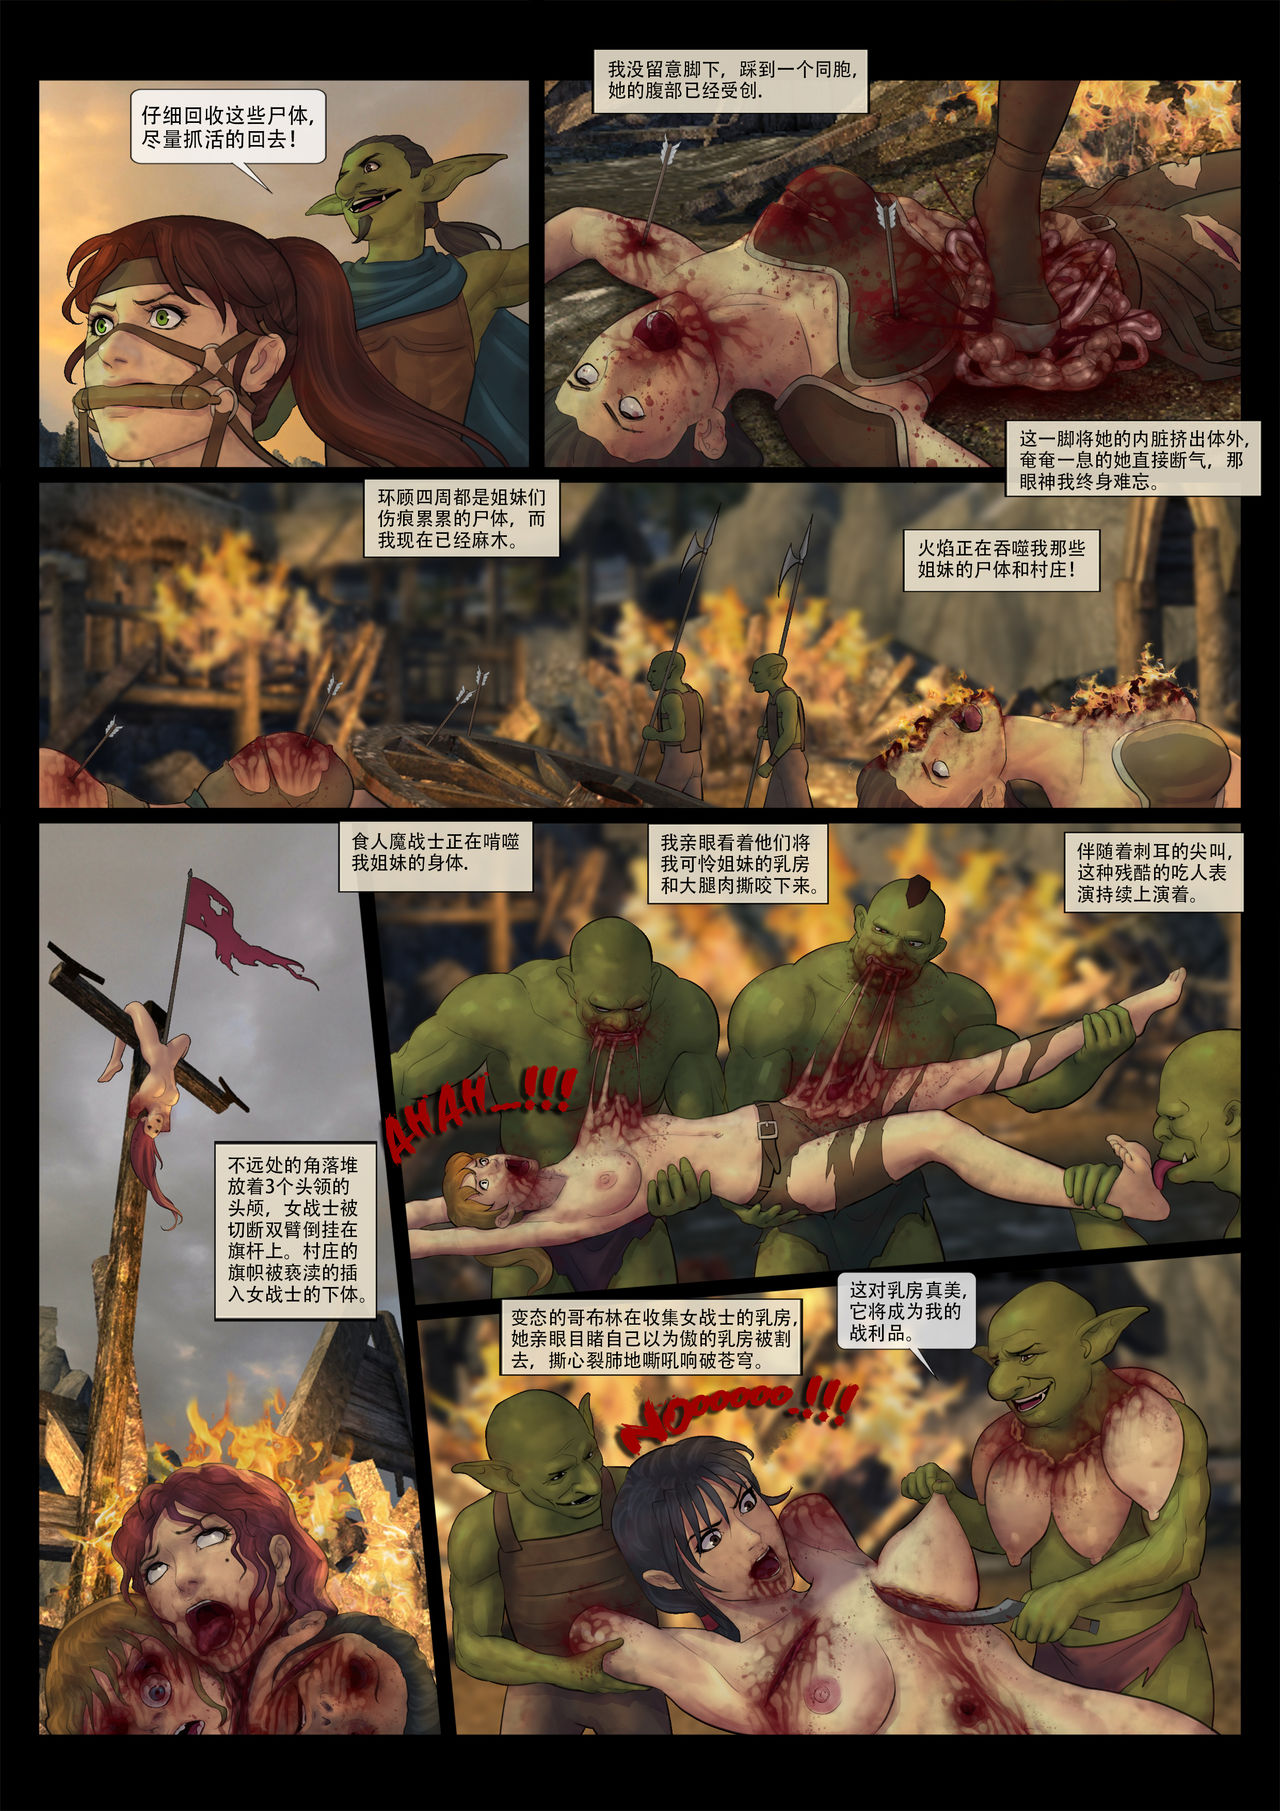 仔细回收这些尸体，
尽量抓活的回去！
我没留意脚下，踩到一个同胞，
她的腹部已经受创.
这一脚将她的内脏挤出体外，
奄奄一息的她直接断气，那
眼神我终身难忘。
环顾四周都是姐妹们
伤痕累累的尸体，而
我现在已经麻木。
火焰正在吞噬我那些
姐妹的尸体和村庄！
不远处的角落堆
放着3个头领的
头颅，女战士被
切断双臂倒挂在
旗杆上。村庄的
旗帜被亵渎的插
入女战士的下体。
食人魔战士正在啃噬
我姐妹的身体.
我亲眼看着他们将
我可怜姐妹的乳房
和大腿肉撕咬下来。
伴随着刺耳的尖叫，
这种残酷的吃人表
演持续上演着。
AHAH_!!!
变态的哥布林在收集女战士的乳房，
她亲眼目睹自己以为傲的乳房被割
去，撕心裂肺地嘶吼响破苍穹。
这对乳房真美，
它将成为我的
战利品。
NOooooooo_!!!